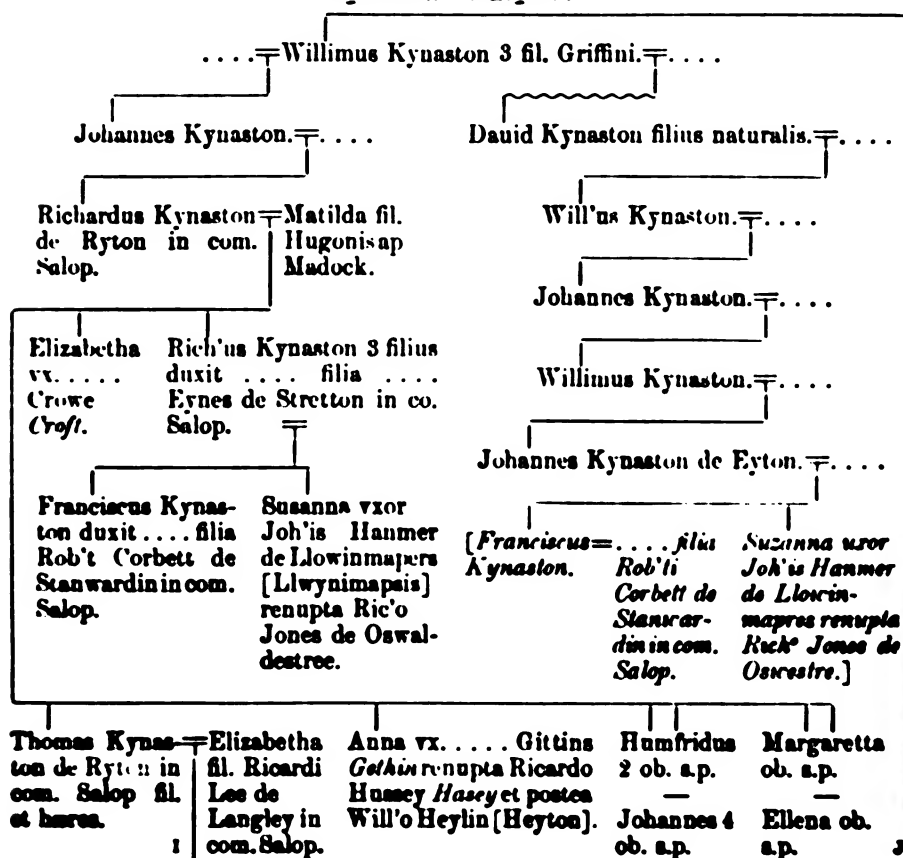 . . . . Willimus Kynaston 3 fil. Griffini. . . . .
Johannes Kynaston. . . . .
Dauid Kynaston filius naturalis. . . . .
Richardus Kynaston
de Ryton in com.
Salop.
Matilda fil.
Hugonis ap
Madock.
Will'us Kynaston. . . . .
Johannes Kynaston. . . . .
Elizabetha
vx. . . . .
Crowe
Croft.
Rich'us Kynaston 3 filius
duxit .... filia ....
Eynes de Stretton in co.
Salop.
Willimus Kynaston. . . . .
Johannes Kynaston de Eyton. . . . .
Franciscus Kynas-
ton duxit .... filia
Rob't Corbett de
Stanwardin in com.
Salop.
Susanna vxor
Joh'is Hanmer
de Llowinmapers
[Llwynimapsis]
renupta Ric'o
Jones de Oswal-
destree.
[Franciscus=
Kynaston.
. . . . filia
Rob'ti
Corbett de
Stanwar-
din in com.
Salop.
Suzanna uxor
Joh'is Hanmer
de Llowin-
mapres renupta
Rich° Jones de
Oswestre.]
Thomas Kynas-
ton de Ryton in
com. Salop fil.
et hæres.
1
Elizabetha
fil. Ricardi
Lee de
Langley in
com. Salop.
Anna vx. . . . . Gittins
Gethin renupta Ricardo
Hussey Hasey et postea
Will'o Heylin [Heyton].
Humfridus
2 ob. s.p.
—
Johannes 4
ob. s.p.
Margaretta
ob. s.p.
—
Ellena ob.
s.p.